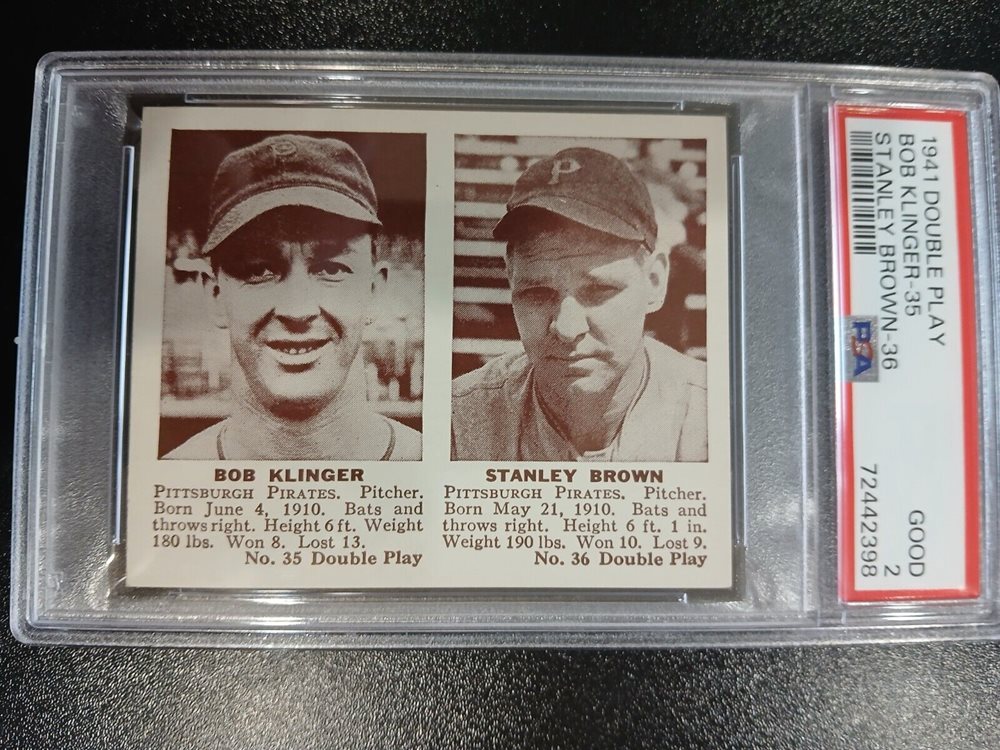 P
P
BOB KLINGER
PITTSBURGH PIRATES. Pitcher.
Born June 4, 1910. Bats and
throws right. Height 6 ft. Weight
180 lbs. Won 8. Lost 13.
No. 35 Double Play
STANLEY BROWN
PITTSBURGH PIRATES. Pitcher.
Born May 21, 1910. Bats and
throws right. Height 6 ft. 1 in.
Weight 190 lbs. Won 10. Lost 9.
No. 36 Double Play
1941 DOUBLE PLAY
BOB KLINGER-35
STANLEY BROWN-36
PSA
GOOD
2
72442398